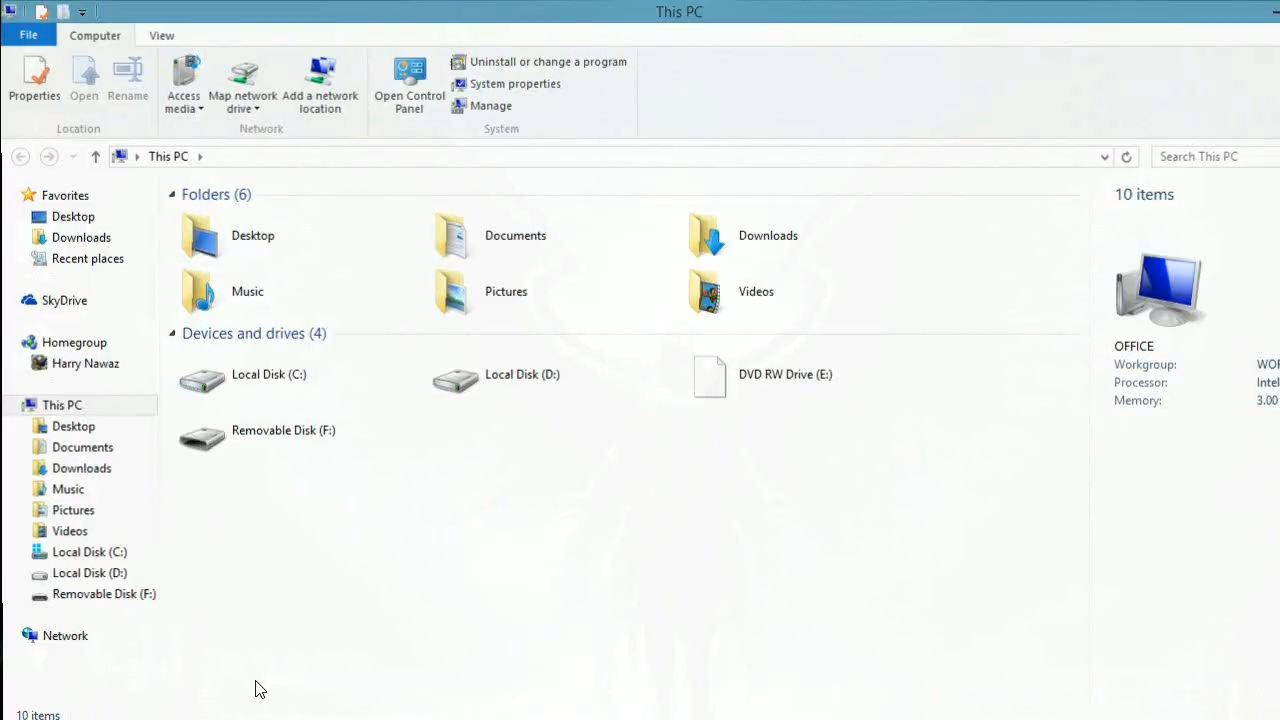 This PC
File
Computer
View
Properties
Open
Rename
Access media
Map network drive
Add a network location
Open Control Panel
Uninstall or change a program
System properties
Manage
Location
Network
System
This PC
Search This PC
Favorites
Desktop
Downloads
Recent places
SkyDrive
Homegroup
Harry Nawaz
This PC
Desktop
Documents
Downloads
Music
Pictures
Videos
Local Disk (C:)
Local Disk (D:)
Removable Disk (F:)
Network
Folders (6)
Desktop
Documents
Downloads
Music
Pictures
Videos
Devices and drives (4)
Local Disk (C:)
Local Disk (D:)
DVD RW Drive (E:)
Removable Disk (F:)
10 items
OFFICE
Workgroup: WOR
Processor: Intel
Memory: 3.00
10 items